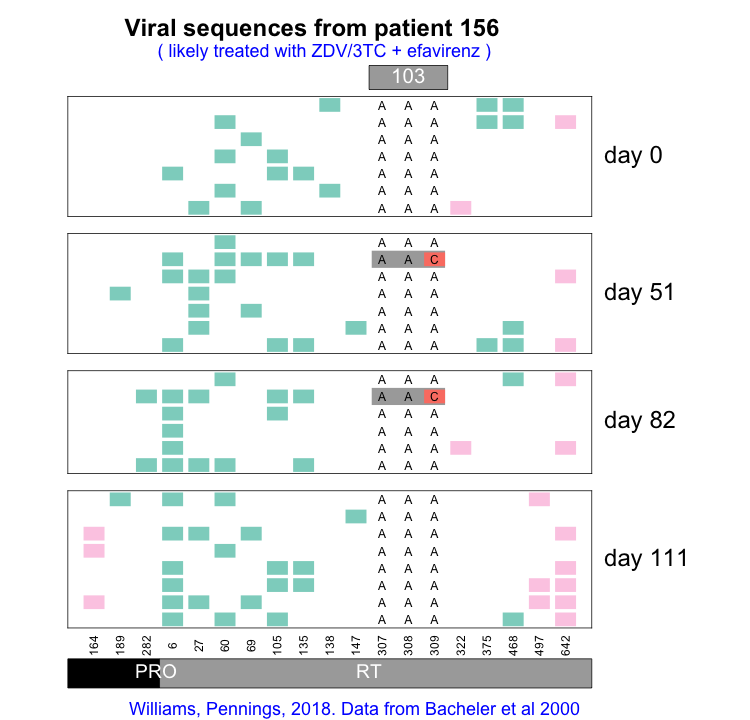 Viral sequences from patient 156
( likely treated with ZDV/3TC + efavirenz )
103
A A A
A A A
A A A
A A A
A A A
A A A
A A A
day 0
A A A
A A C
A A A
A A A
A A A
A A A
A A A
day 51
A A A
A A C
A A A
A A A
A A A
A A A
day 82
A A A
A A A
A A A
A A A
A A A
A A A
A A A
A A A
day 111
164 189 282 6 27 60 69 105 135 138 147 307 308 309 322 375 468 497 642
PRO RT
Williams, Pennings, 2018. Data from Bacheler et al 2000